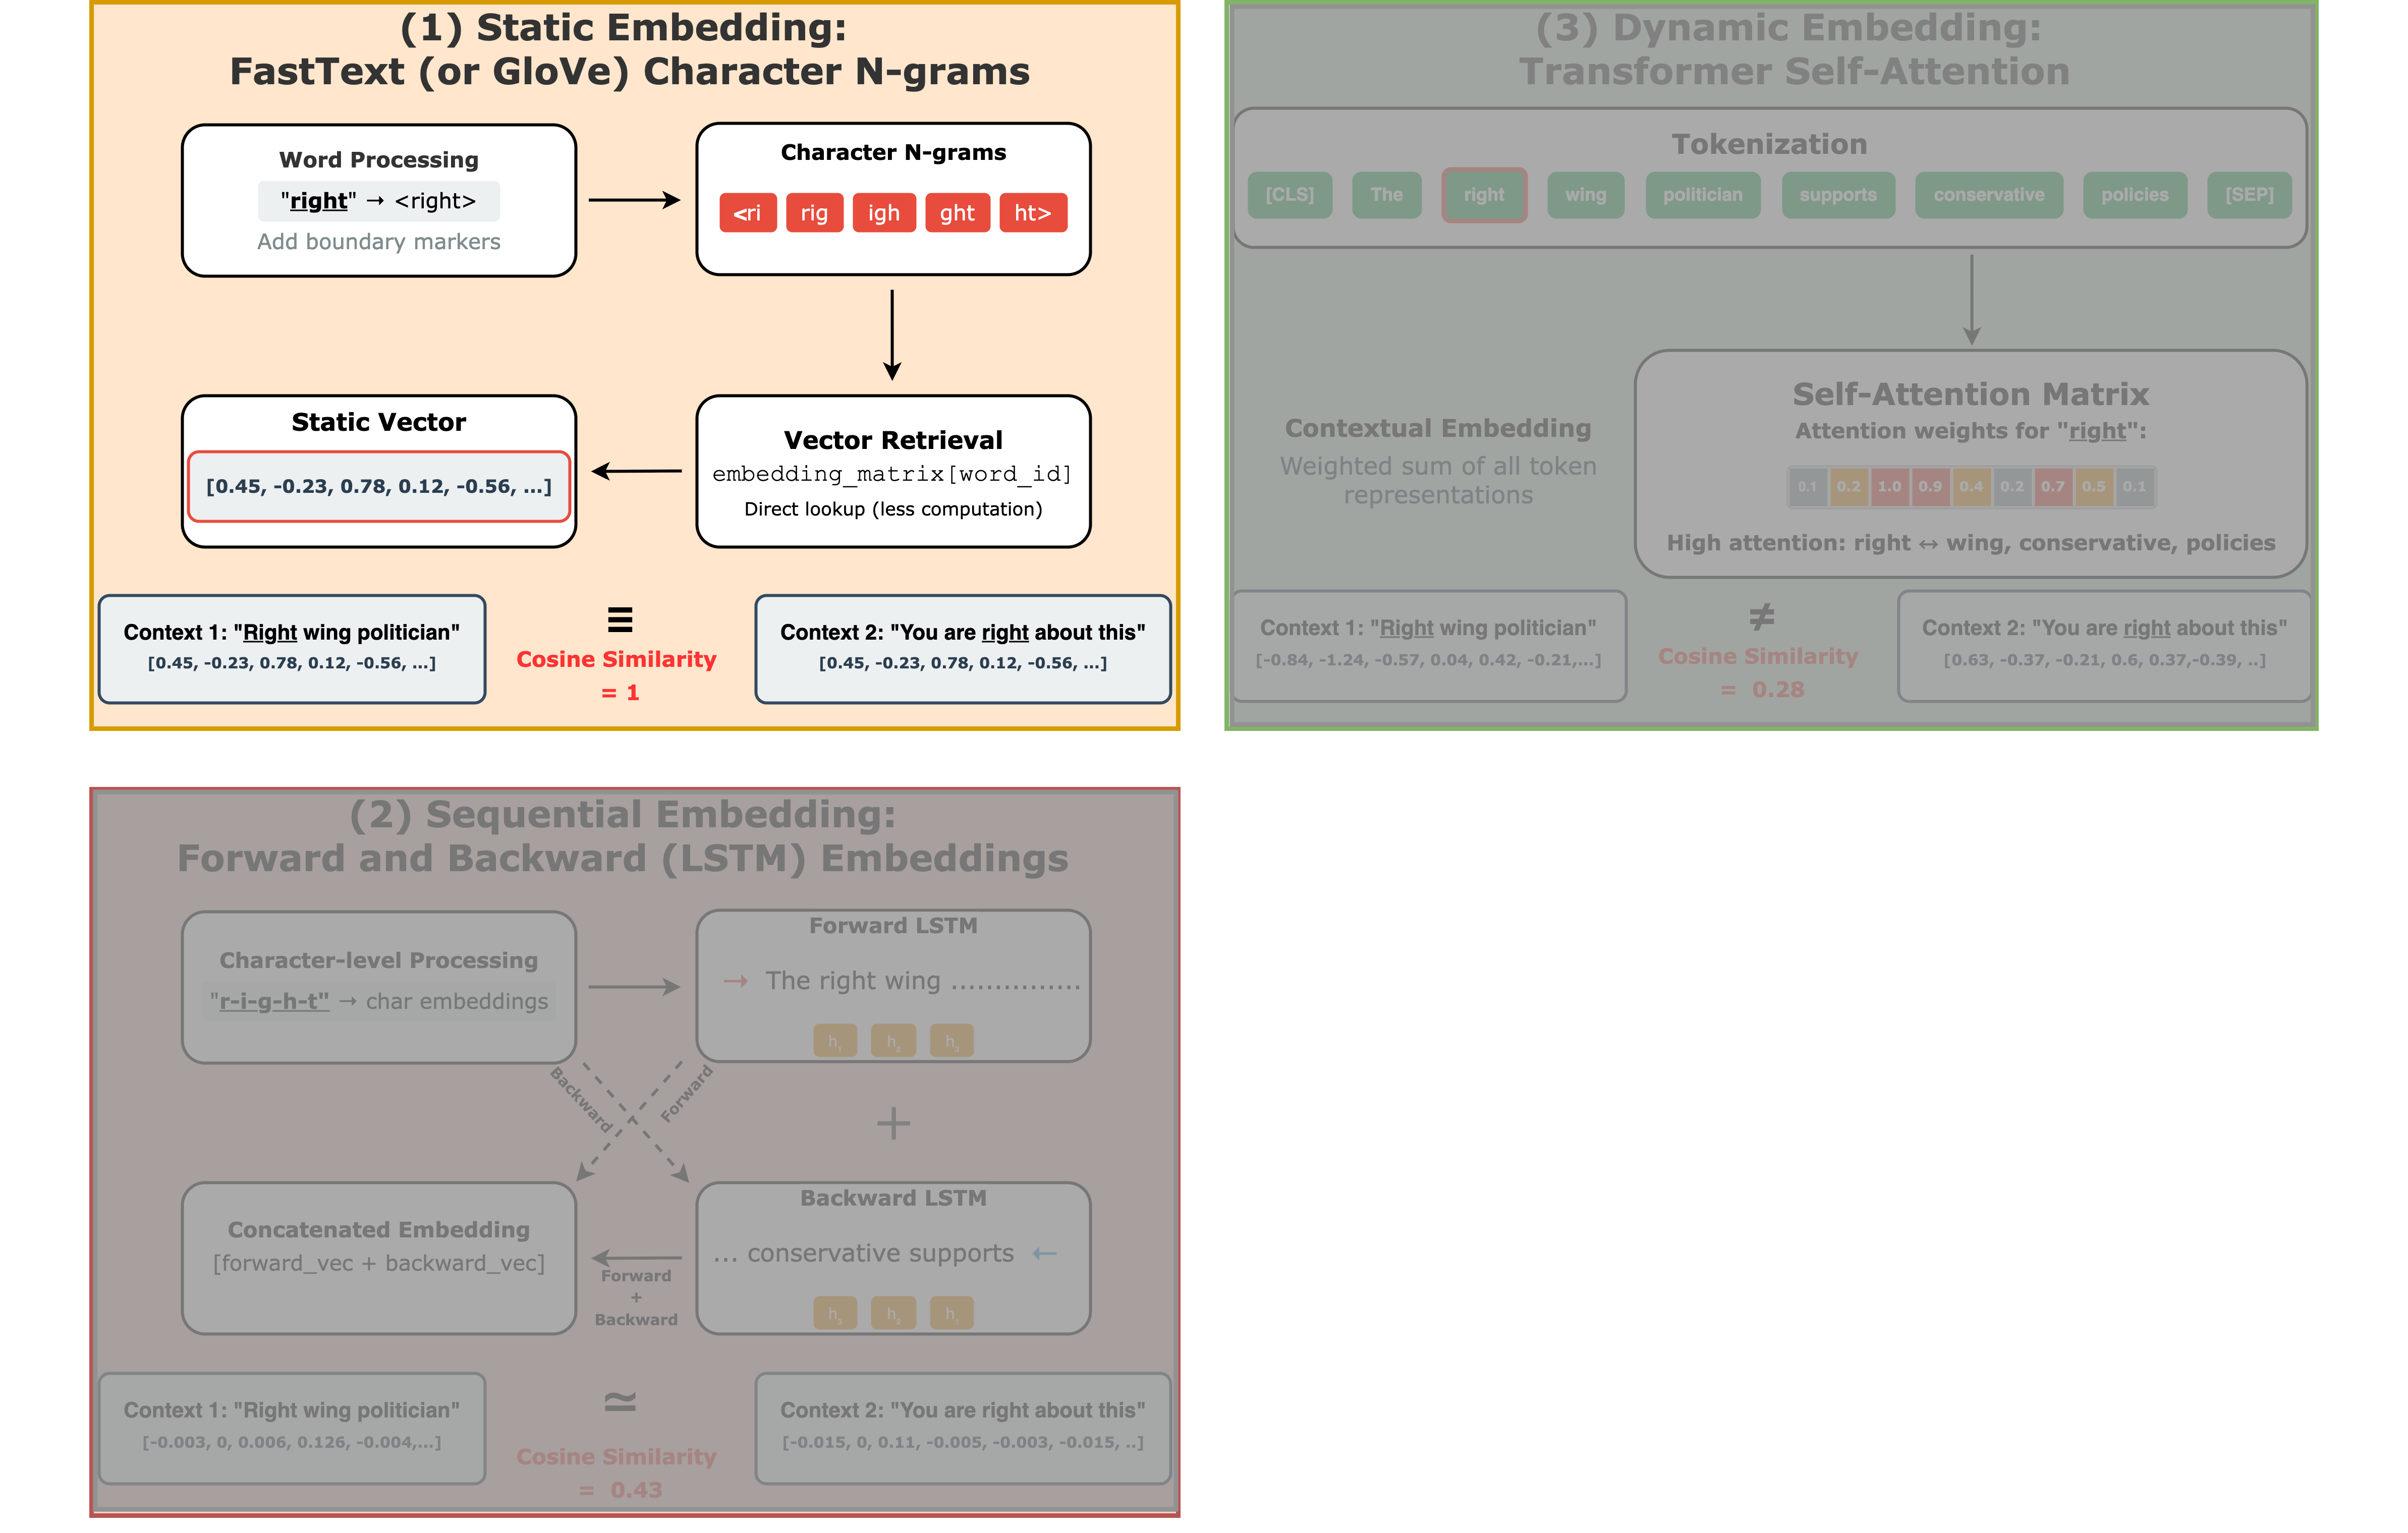 (1) Static Embedding:
FastText (or GloVe) Character N-grams
Word Processing
"right" → <right>
Add boundary markers
Character N-grams
<ri rig igh ght ht>
Static Vector
[0.45, -0.23, 0.78, 0.12, -0.56, ...]
Vector Retrieval
embedding_matrix[word_id]
Direct lookup (less computation)
Context 1: "Right wing politician"
[0.45, -0.23, 0.78, 0.12, -0.56, ...]
≡
Cosine Similarity
= 1
Context 2: "You are right about this"
[0.45, -0.23, 0.78, 0.12, -0.56, ...]
(3) Dynamic Embedding:
Transformer Self-Attention
Tokenization
[CLS] The right wing politician supports conservative policies [SEP]
Contextual Embedding
Weighted sum of all token
representations
Self-Attention Matrix
Attention weights for "right":
0.1 0.2 1.0 0.9 0.4 0.2 0.7 0.5 0.1
High attention: right ↔ wing, conservative, policies
Context 1: "Right wing politician"
[-0.84, -1.24, -0.57, 0.04, 0.42, -0.21,...]
≠
Cosine Similarity
= 0.28
Context 2: "You are right about this"
[0.63, -0.37, -0.21, 0.6, 0.37,-0.39, ..]
(2) Sequential Embedding:
Forward and Backward (LSTM) Embeddings
Character-level Processing
"r-i-g-h-t" → char embeddings
Forward LSTM
→ The right wing ...............
h₁ h₂ h₃
Backward
Forward
+
Concatenated Embedding
[forward_vec + backward_vec]
Forward
+
Backward
Backward LSTM
... conservative supports ←
h₃ h₂ h₁
Context 1: "Right wing politician"
[-0.003, 0, 0.006, 0.126, -0.004,...]
≃
Cosine Similarity
= 0.43
Context 2: "You are right about this"
[-0.015, 0, 0.11, -0.005, -0.003, -0.015, ..]